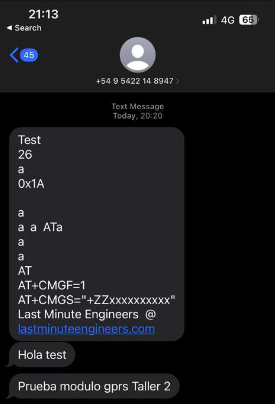 21:13
4G 65
◀ Search
45
+54 9 5422 14 8947 >
Text Message
Today, 20:20
Test
26
a
0x1A
a
a a ATa
a
a
AT
AT+CMGF=1
AT+CMGS="+ZZxxxxxxxxxx"
Last Minute Engineers @
lastminuteengineers.com
Hola test
Prueba modulo gprs Taller 2